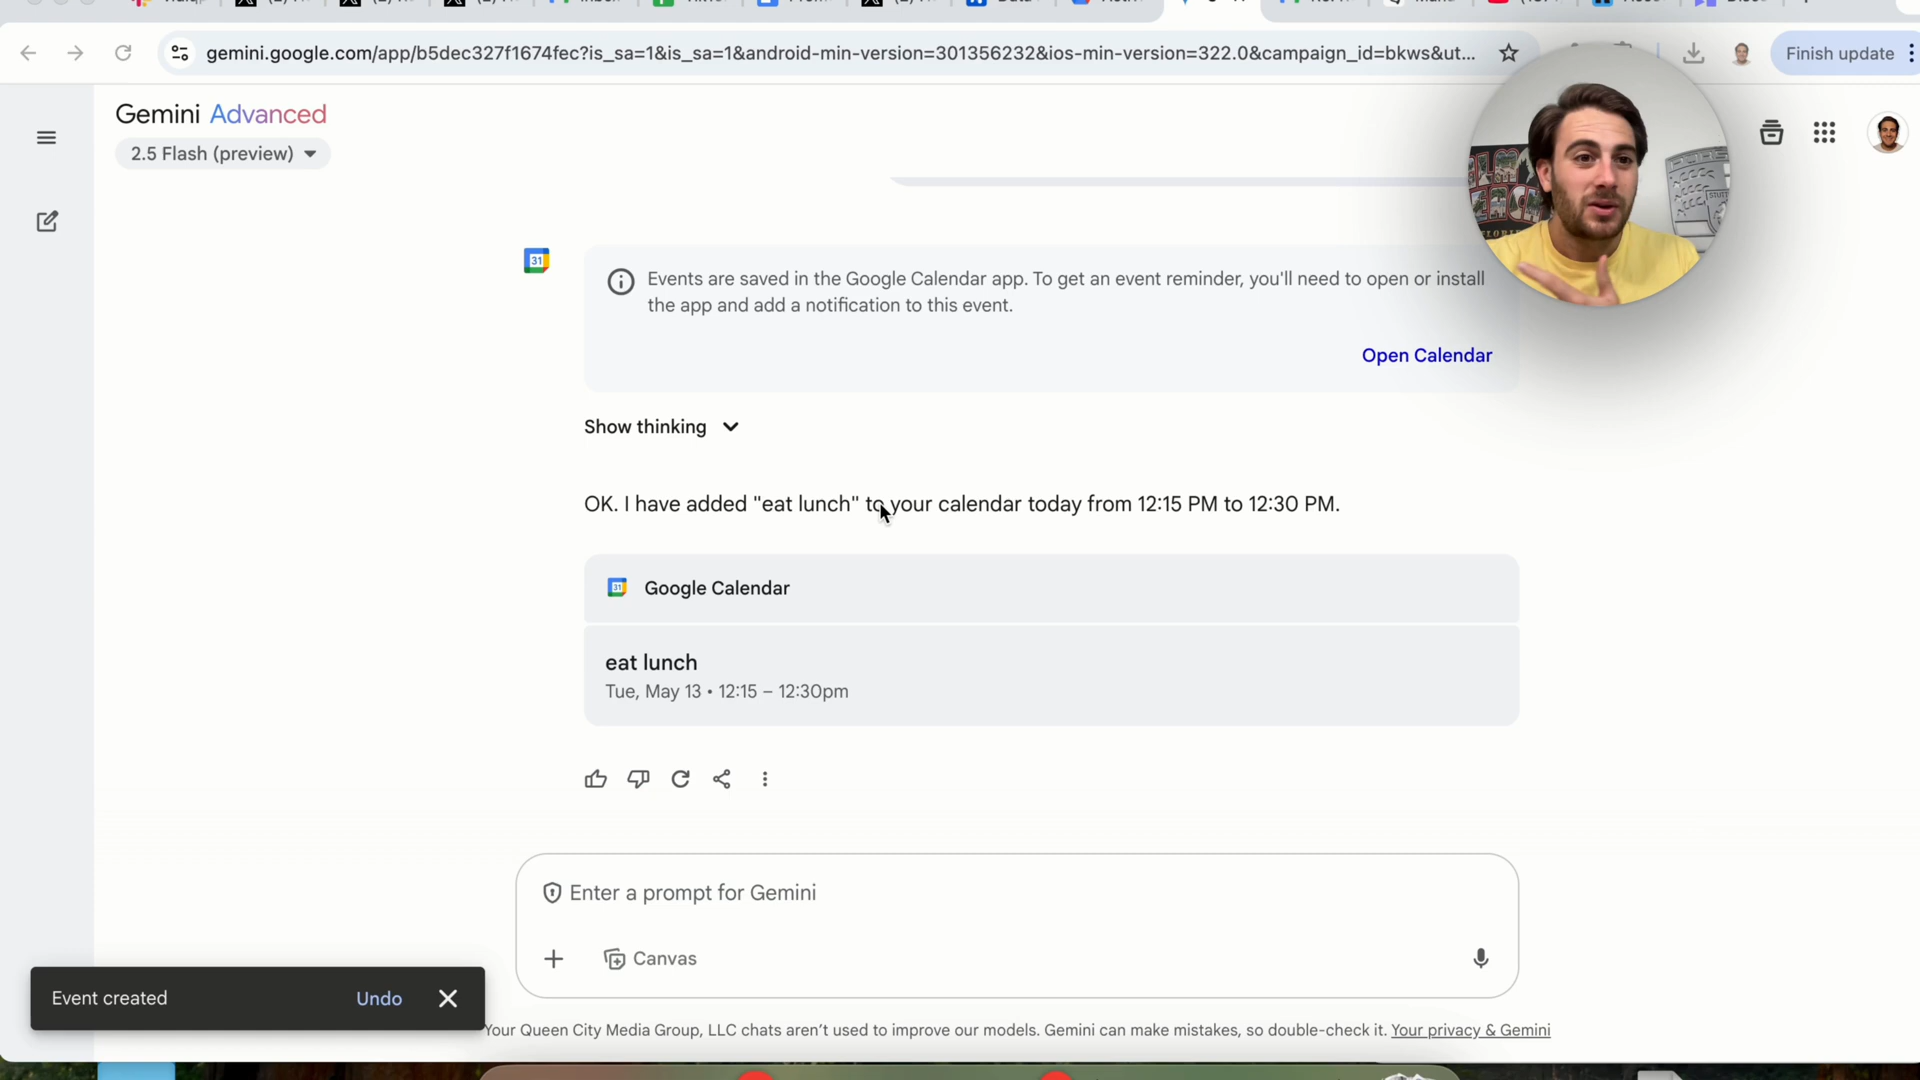 gemini.google.com/app/b5dec327f1674fec?is_sa=1&is_sa=1&android-min-version=301356232&ios-min-version=322.0&campaign_id=bkws&ut...
Finish update
Gemini Advanced
2.5 Flash (preview)
31
Events are saved in the Google Calendar app. To get an event reminder, you'll need to open or install
the app and add a notification to this event.
Open Calendar
Show thinking
OK. I have added "eat lunch" to your calendar today from 12:15 PM to 12:30 PM.
31
Google Calendar
eat lunch
Tue, May 13 • 12:15 – 12:30pm
Enter a prompt for Gemini
Canvas
Event created
Undo
Your Queen City Media Group, LLC chats aren't used to improve our models. Gemini can make mistakes, so double-check it. Your privacy & Gemini